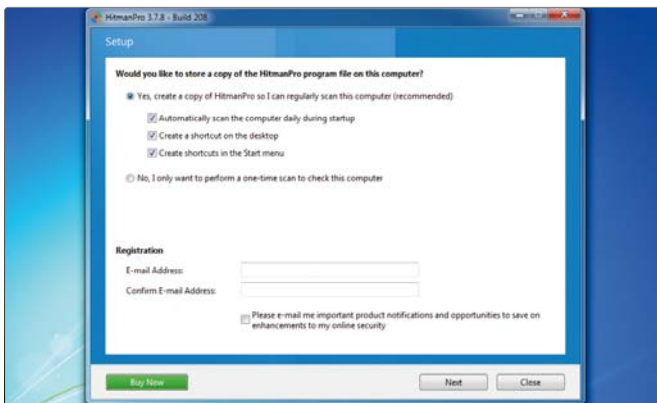 HitmanPro 3.7.8 - Build 208
Setup
Would you like to store a copy of the HitmanPro program file on this computer?
Yes, create a copy of HitmanPro so I can regularly scan this computer (recommended)
Automatically scan the computer daily during startup
Create a shortcut on the desktop
Create shortcuts in the Start menu
No, I only want to perform a one-time scan to check this computer
Registration
E-mail Address:
Confirm E-mail Address:
Please e-mail me important product notifications and opportunities to save on
enhancements to my online security
Buy Now Next Close